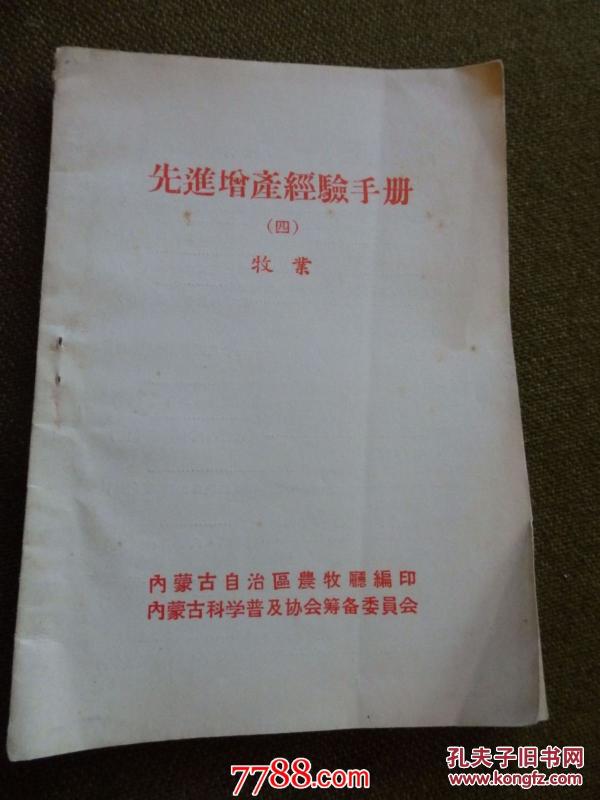 先進增產經驗手册
（四）
牧業
內蒙古自治區農牧廳編印
內蒙古科学普及协会筹备委員会
7788.com
孔夫子旧书网
www.kongfz.com